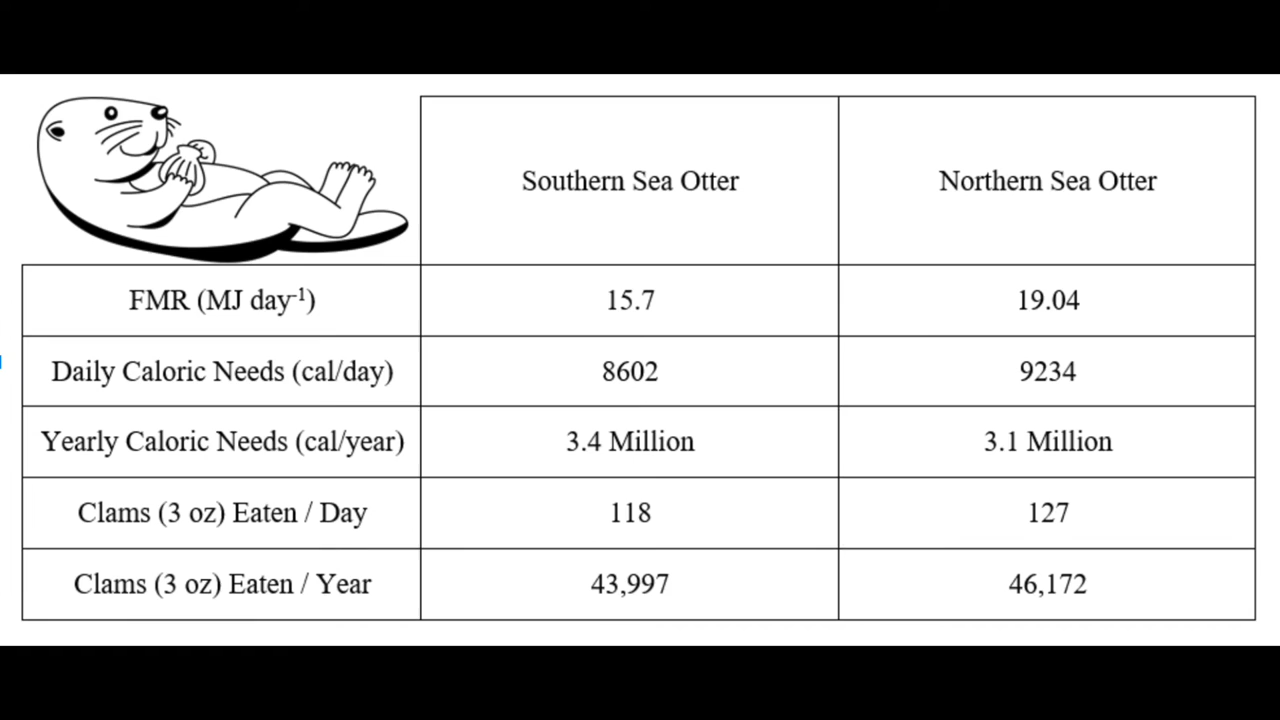 Southern Sea Otter Northern Sea Otter
FMR (MJ day⁻¹) 15.7 19.04
Daily Caloric Needs (cal/day) 8602 9234
Yearly Caloric Needs (cal/year) 3.4 Million 3.1 Million
Clams (3 oz) Eaten / Day 118 127
Clams (3 oz) Eaten / Year 43,997 46,172